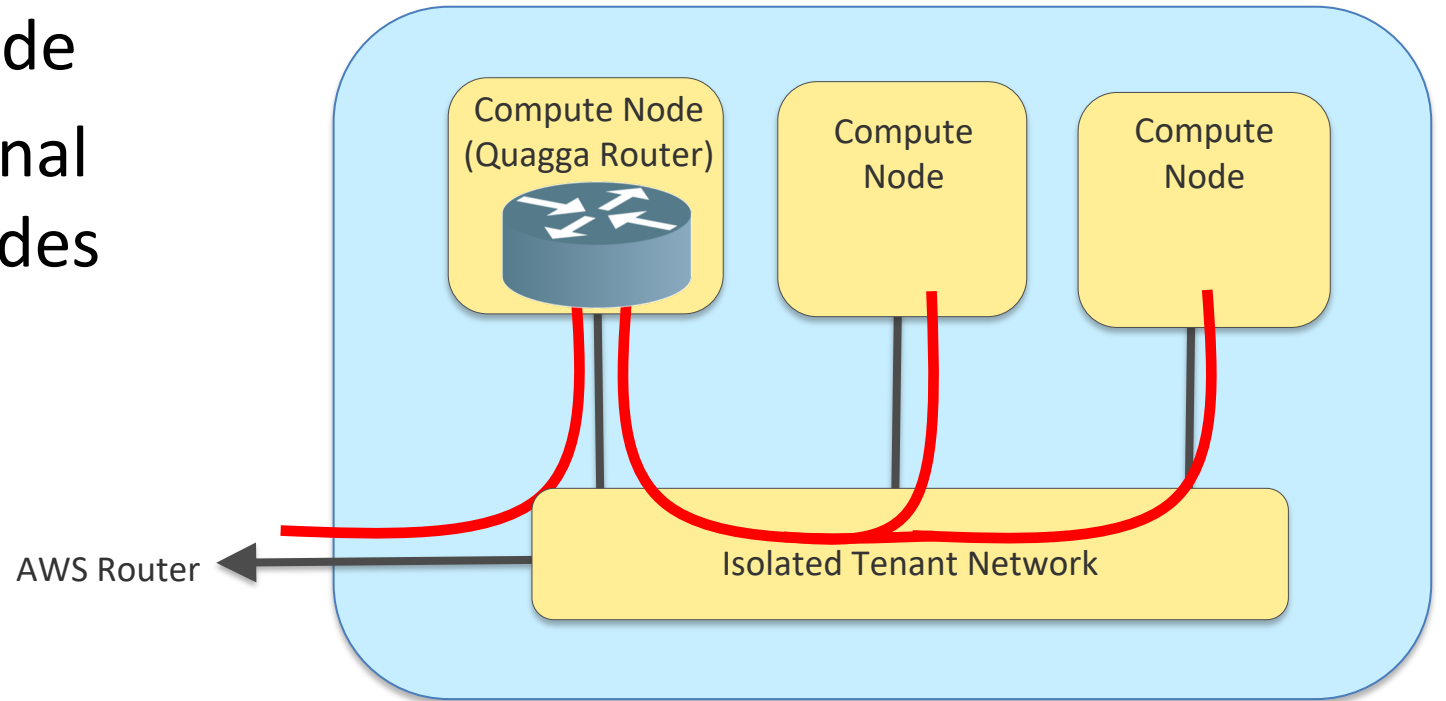 de
nal
des
Compute Node
(Quagga Router)
Compute
Node
Compute
Node
AWS Router
Isolated Tenant Network